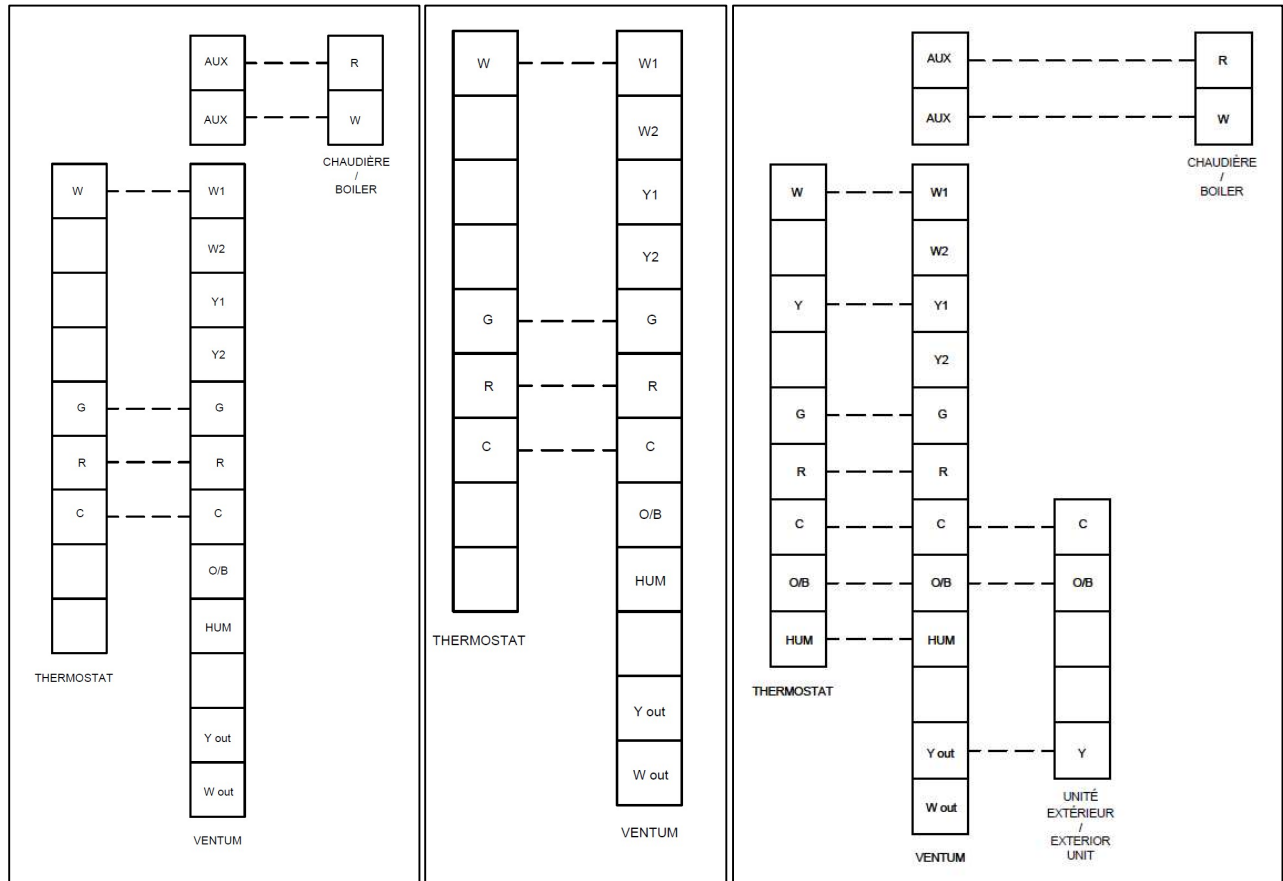 AUX R
AUX W
CHAUDIÈRE
/
BOILER
W W1
W2
Y1
Y2
G G
R R
C C
O/B
HUM
THERMOSTAT
Y out
W out
VENTUM
W W1
W2
Y1
Y2
G G
R R
C C
O/B
HUM
THERMOSTAT
Y out
W out
VENTUM
AUX R
AUX W
CHAUDIÈRE
/
BOILER
W W1
W2
Y Y1
Y2
G G
R R
C C C
O/B O/B O/B
HUM HUM
THERMOSTAT
Y out Y
W out
UNITÉ
EXTÉRIEUR
/
EXTERIOR
UNIT
VENTUM